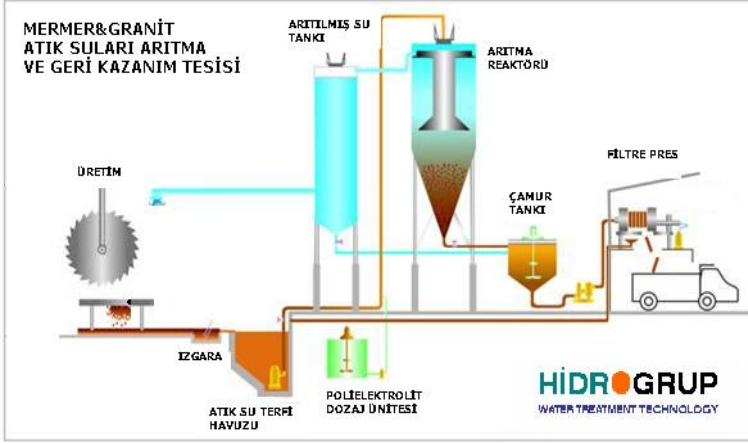 MERMER&GRANİT
ATIK SULARI ARITMA
VE GERİ KAZANIM TESİSİ
ARITILMIŞ SU
TANKI
ARITMA
REAKTÖRÜ
ÜRETİM
FİLTRE PRES
ÇAMUR
TANKI
IZGARA
ATIK SU TERFİ
HAVUZU
POLİELEKTROLİT
DOZAJ ÜNİTESİ
HİDROGRUP
WATER TREATMENT TECHNOLOGY